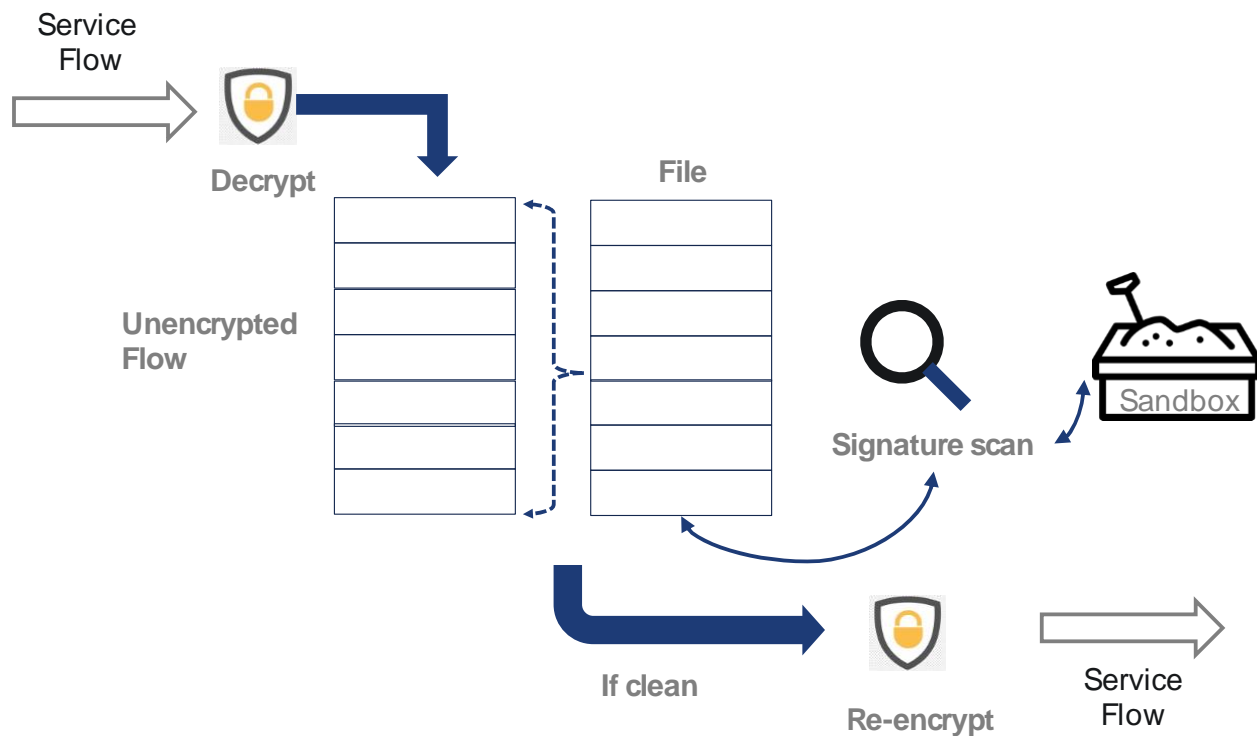 Service
Flow
Decrypt
File
Unencrypted
Flow
Sandbox
Signature scan
If clean
Re-encrypt
Service
Flow